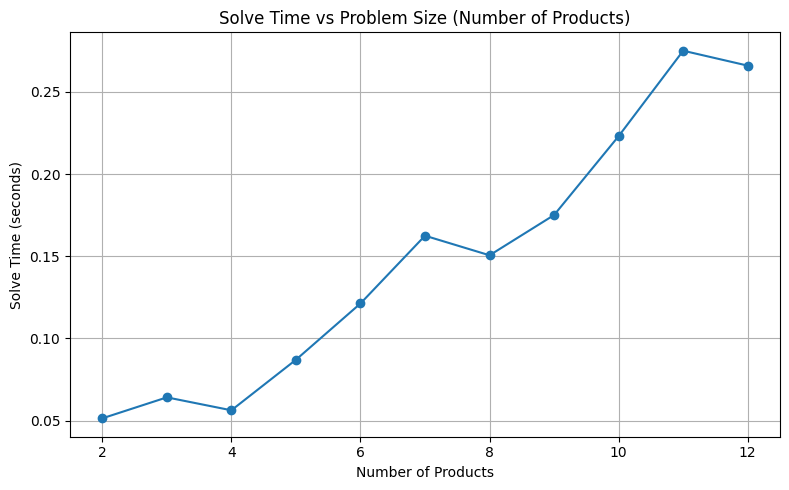 Solve Time vs Problem Size (Number of Products)
Solve Time (seconds)
0.25
0.20
0.15
0.10
0.05
2 4 6 8 10 12
Number of Products